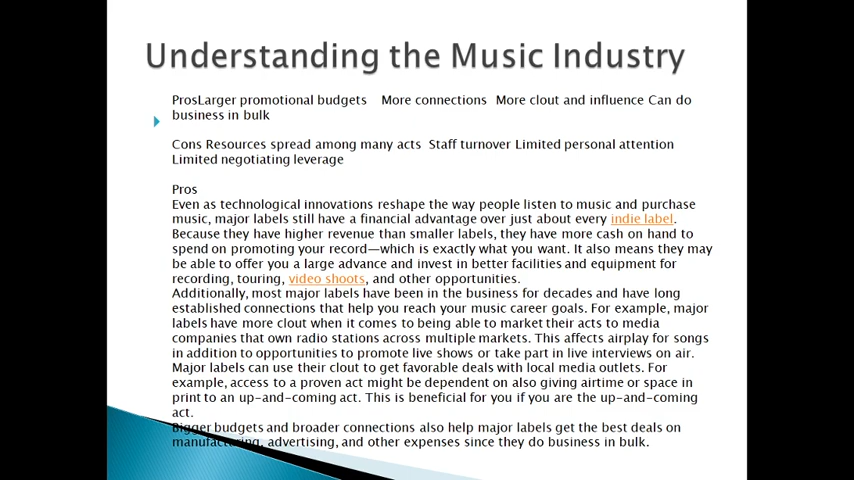 Understanding the Music Industry
ProsLarger promotional budgets    More connections  More clout and influence Can do
business in bulk
Cons Resources spread among many acts  Staff turnover Limited personal attention
Limited negotiating leverage
Pros
Even as technological innovations reshape the way people listen to music and purchase
music, major labels still have a financial advantage over just about every indie label.
Because they have higher revenue than smaller labels, they have more cash on hand to
spend on promoting your record—which is exactly what you want. It also means they may
be able to offer you a large advance and invest in better facilities and equipment for
recording, touring, video shoots, and other opportunities.
Additionally, most major labels have been in the business for decades and have long
established connections that help you reach your music career goals. For example, major
labels have more clout when it comes to being able to market their acts to media
companies that own radio stations across multiple markets. This affects airplay for songs
in addition to opportunities to promote live shows or take part in live interviews on air.
Major labels can use their clout to get favorable deals with local media outlets. For
example, access to a proven act might be dependent on also giving airtime or space in
print to an up-and-coming act. This is beneficial for you if you are the up-and-coming
act.
Bigger budgets and broader connections also help major labels get the best deals on
manufacturing, advertising, and other expenses since they do business in bulk.